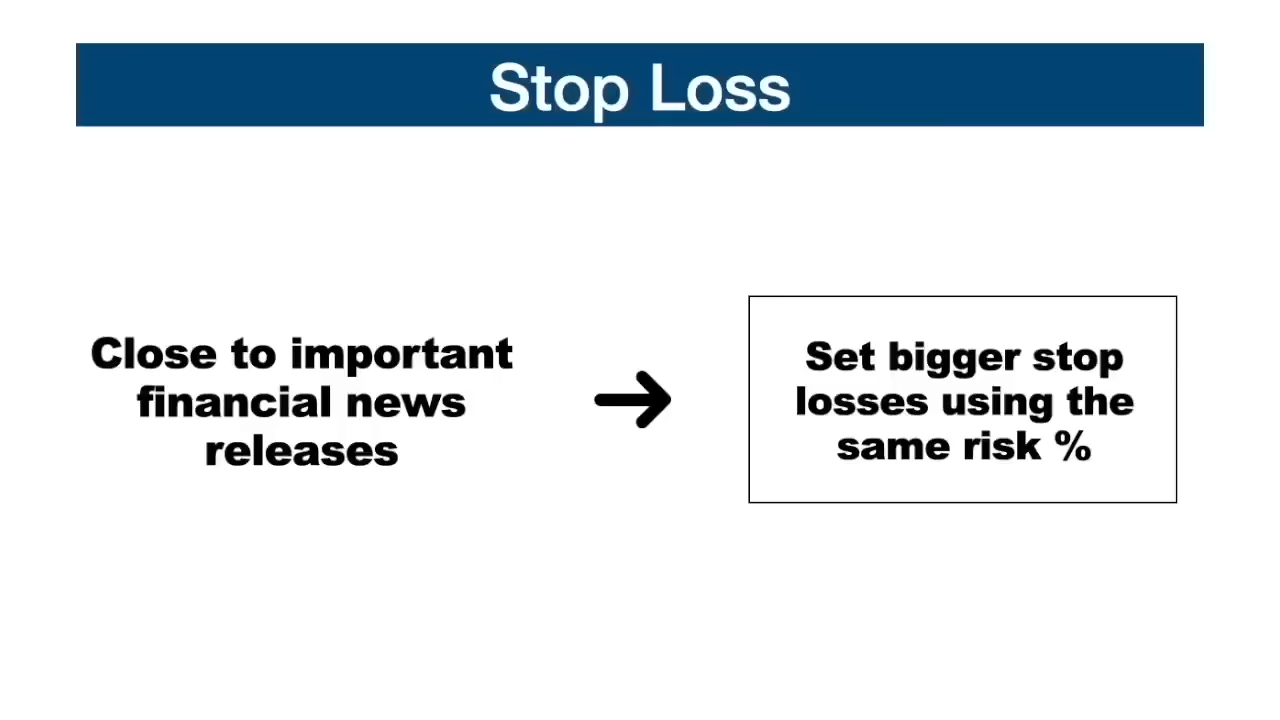 Stop Loss
Close to important
financial news
releases
Set bigger stop
losses using the
same risk %